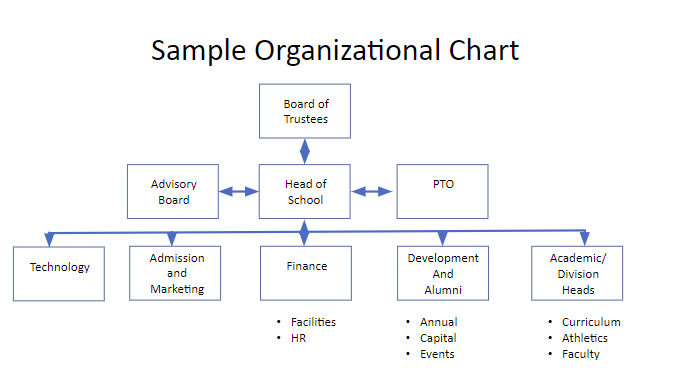 Sample Organizational Chart
Board of
Trustees
Advisory
Board
Head of
School
PTO
Technology
Admission
and
Marketing
Finance
Development
And
Alumni
Academic/
Division
Heads
• Facilities
• HR
• Annual
• Capital
• Events
• Curriculum
• Athletics
• Faculty